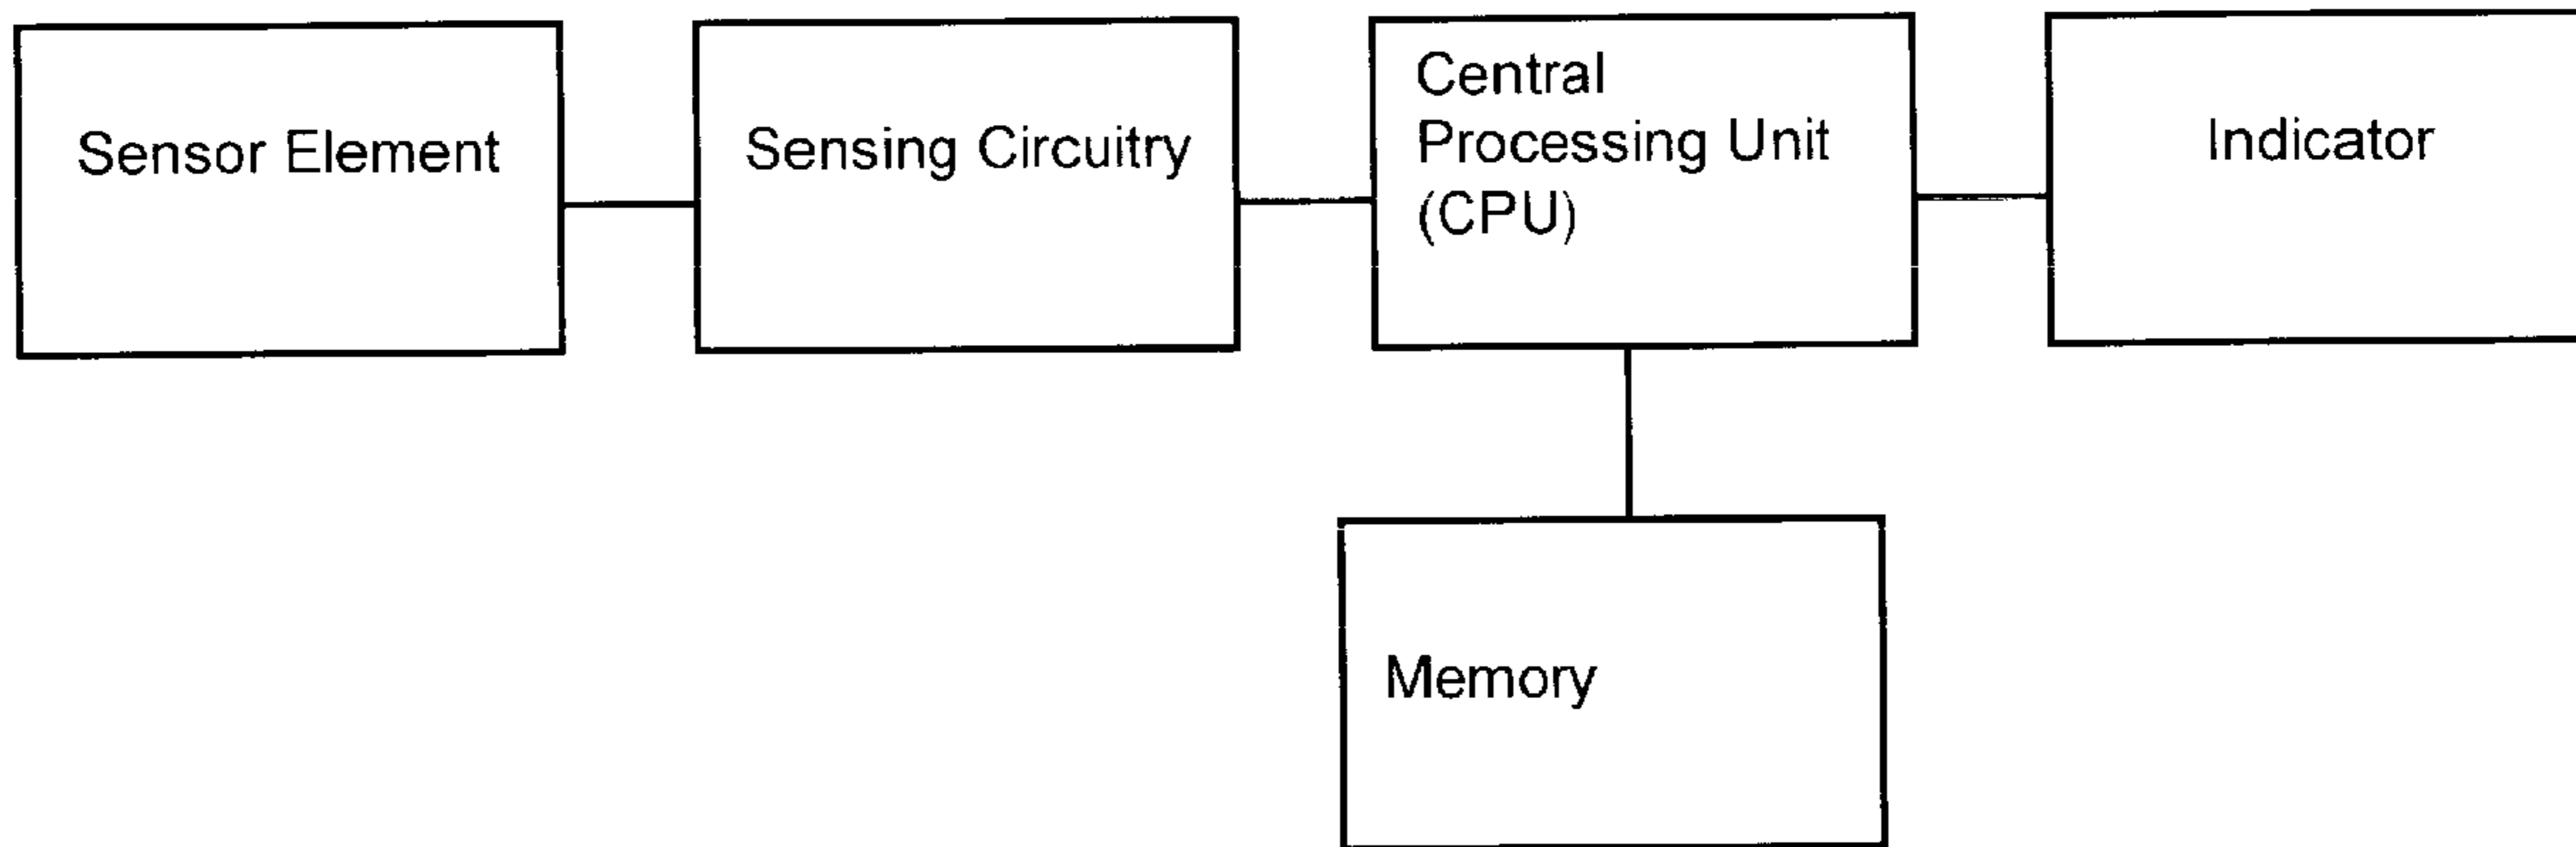 Sensor Element
Sensing Circuitry
Central
Processing Unit
(CPU)
Indicator
Memory